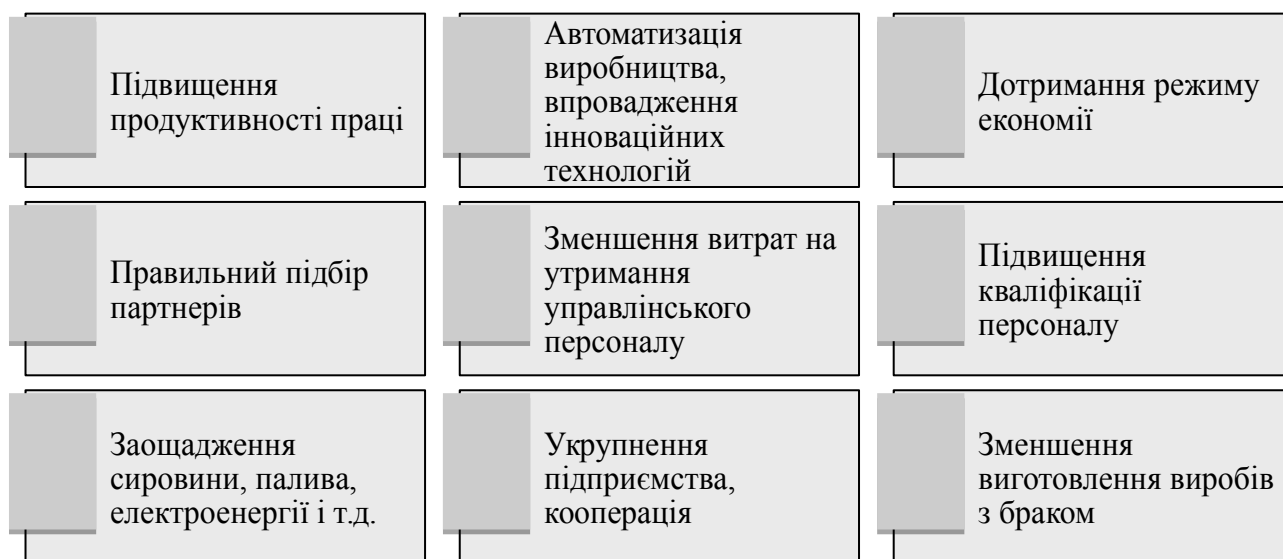 Підвищення
продуктивності праці
Автоматизація
виробництва,
впровадження
інноваційних
технологій
Дотримання режиму
економії
Правильний підбір
партнерів
Зменшення витрат на
утримання
управлінського
персоналу
Підвищення
кваліфікації
персоналу
Заощадження
сировини, палива,
електроенергії і т.д.
Укрупнення
підприємства,
кооперація
Зменшення
виготовлення виробів
з браком